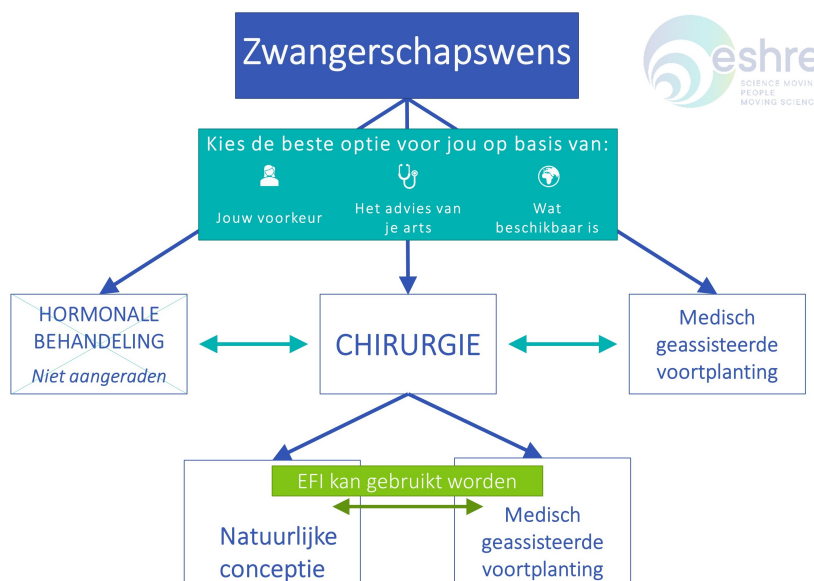 Zwangerschapswens
eshre
SCIENCE MOVIN
PEOPLE
MOVING SCIENC
Kies de beste optie voor jou op basis van:
Jouw voorkeur
Het advies van
je arts
Wat
beschikbaar is
HORMONALE
BEHANDELING
Niet aangeraden
CHIRURGIE
Medisch
geassisteerde
voortplanting
EFI kan gebruikt worden
Natuurlijke
conceptie
Medisch
geassisteerde
voortplanting